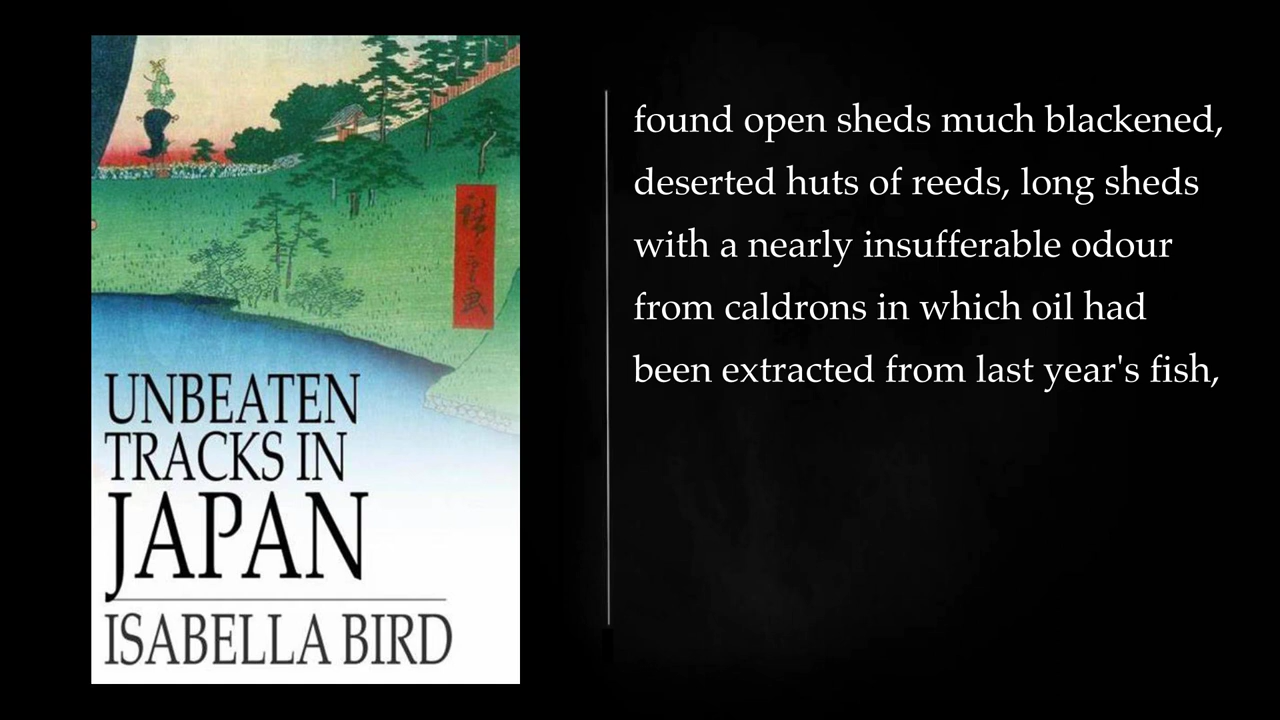 UNBEATEN
TRACKS IN
JAPAN
ISABELLA BIRD
found open sheds much blackened,
deserted huts of reeds, long sheds
with a nearly insufferable odour
from caldrons in which oil had
been extracted from last year's fish,